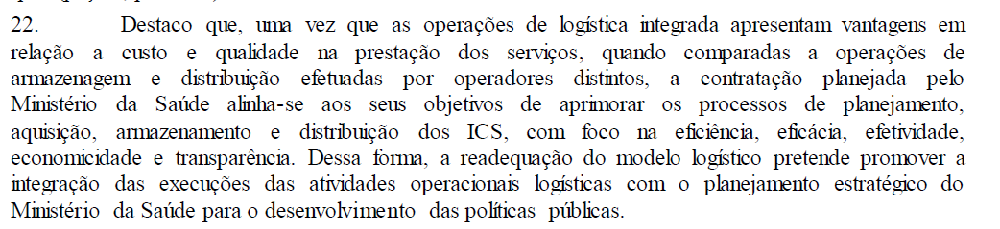 22. Destaco que, uma vez que as operações de logística integrada apresentam vantagens em
relação a custo e qualidade na prestação dos serviços, quando comparadas a operações de
armazenagem e distribuição efetuadas por operadores distintos, a contratação planejada pelo
Ministério da Saúde alinha-se aos seus objetivos de aprimorar os processos de planejamento,
aquisição, armazenamento e distribuição dos ICS, com foco na eficiência, eficácia, efetividade,
economicidade e transparência. Dessa forma, a readequação do modelo logístico pretende promover a
integração das execuções das atividades operacionais logísticas com o planejamento estratégico do
Ministério da Saúde para o desenvolvimento das políticas públicas.